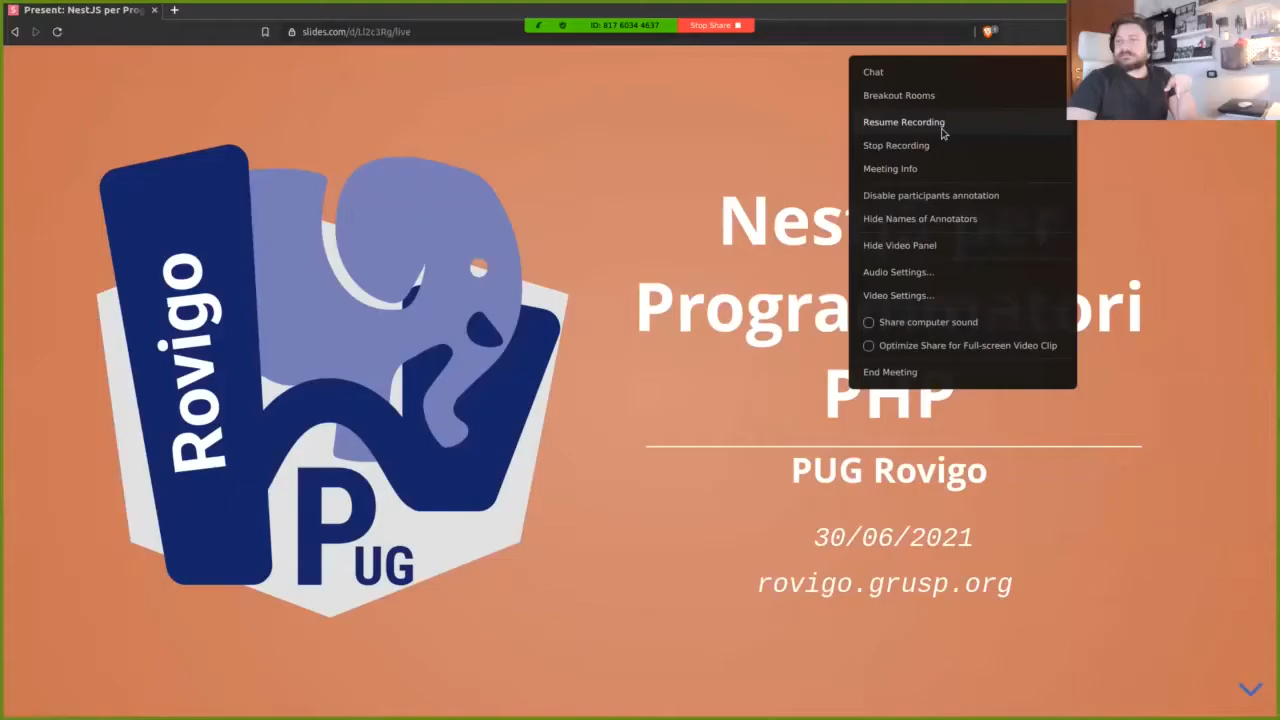 Present: NestJS per Prog
ID: 817 6034 4637
Stop Share
slides.com/d/Ll2c3Rg/live
Chat
Breakout Rooms
Resume Recording
Stop Recording
Meeting Info
Disable participants annotation
Hide Names of Annotators
Hide Video Panel
Audio Settings...
Video Settings...
Share computer sound
Optimize Share for Full-screen Video Clip
End Meeting
Rovigo
PUG
NestJS per
Programmatori
PHP
PUG Rovigo
30/06/2021
rovigo.grusp.org